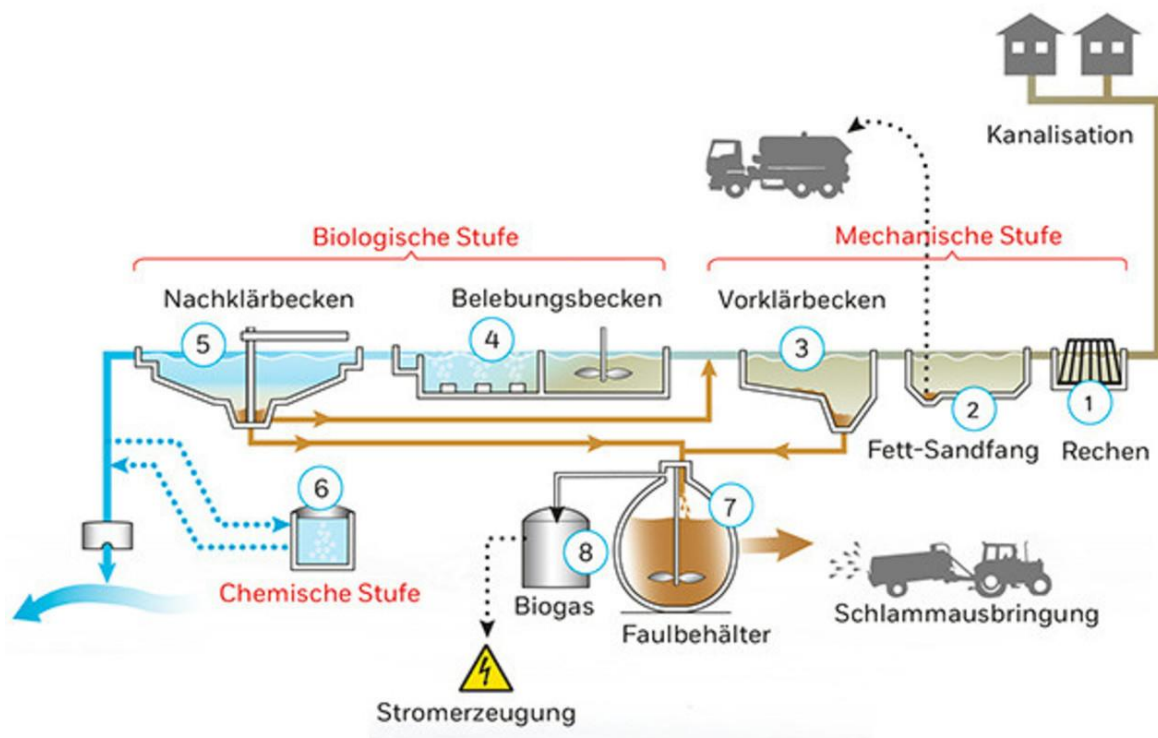 Kanalisation
Biologische Stufe
Mechanische Stufe
Nachklärbecken
Belebungsbecken
Vorklärbecken
5
4
3
2
1
Fett-Sandfang
Rechen
6
7
8
Chemische Stufe
Biogas
Faulbehälter
Schlammausbringung
Stromerzeugung